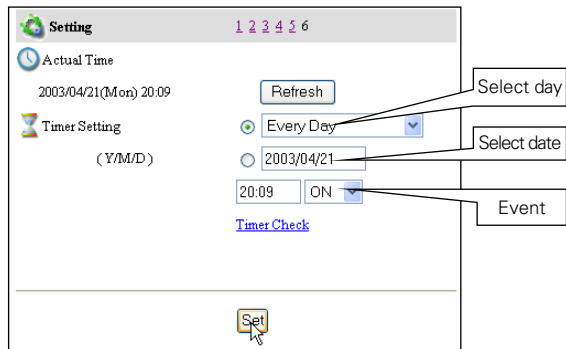 Setting 1 2 3 4 5 6
Actual Time
2003/04/21(Mon) 20:09 Refresh
Select day
Timer Setting Every Day
Select date
( Y/M/D ) 2003/04/21
20:09 ON
Event
Timer Check
Set